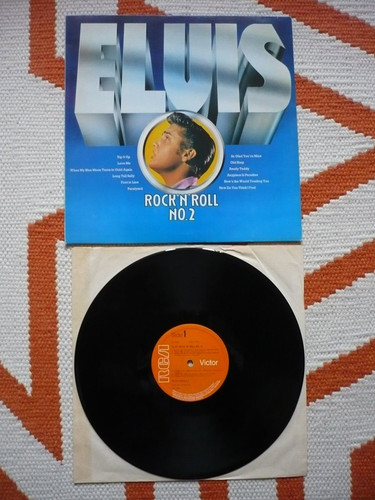 ELVIS
Rip It Up
Love Me
When My Blue Moon Turns to Gold Again
Long Tall Sally
First in Line
Paralyzed
So Glad You're Mine
Old Shep
Ready Teddy
Anyplace Is Paradise
How's the World Treating You
How Do You Think I Feel
ROCK'N ROLL
NO. 2
RCA
1
Victor